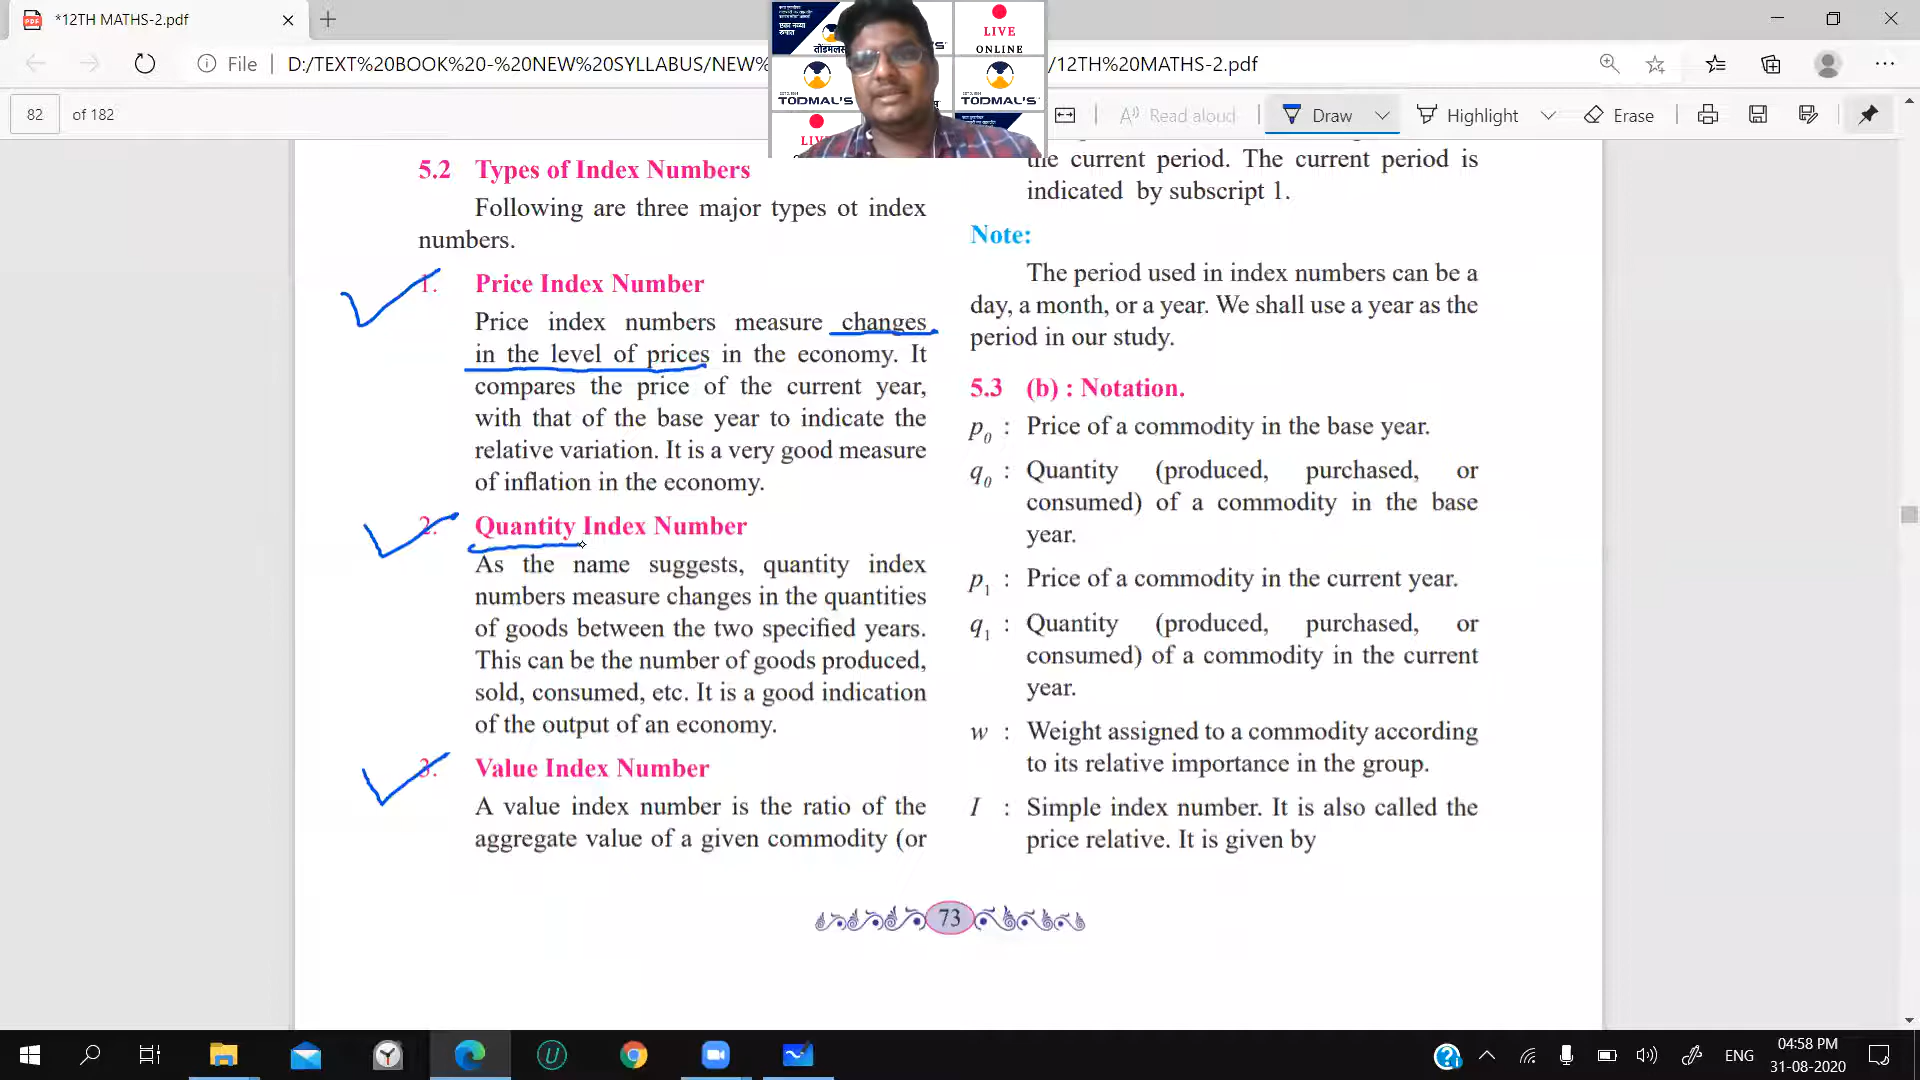 *12TH MATHS-2.pdf
File
D:/TEXT%20BOOK%20-%20NEW%20SYLLABUS/NEW%
/12TH%20MATHS-2.pdf
82 of 182
Read aloud
Draw
Highlight
Erase
LIVE
ONLINE
तोडमलस
TODMAL'S
TODMAL'S
5.2 Types of Index Numbers
Following are three major types of index
numbers.
1. Price Index Number
Price index numbers measure changes
in the level of prices in the economy. It
compares the price of the current year,
with that of the base year to indicate the
relative variation. It is a very good measure
of inflation in the economy.
2. Quantity Index Number
As the name suggests, quantity index
numbers measure changes in the quantities
of goods between the two specified years.
This can be the number of goods produced,
sold, consumed, etc. It is a good indication
of the output of an economy.
3. Value Index Number
A value index number is the ratio of the
aggregate value of a given commodity (or
the current period. The current period is
indicated by subscript 1.
Note:
The period used in index numbers can be a
day, a month, or a year. We shall use a year as the
period in our study.
5.3 (b) : Notation.
p0 : Price of a commodity in the base year.
q0 : Quantity (produced, purchased, or
consumed) of a commodity in the base
year.
p1 : Price of a commodity in the current year.
q1 : Quantity (produced, purchased, or
consumed) of a commodity in the current
year.
w : Weight assigned to a commodity according
to its relative importance in the group.
I : Simple index number. It is also called the
price relative. It is given by
73
ENG
04:58 PM
31-08-2020